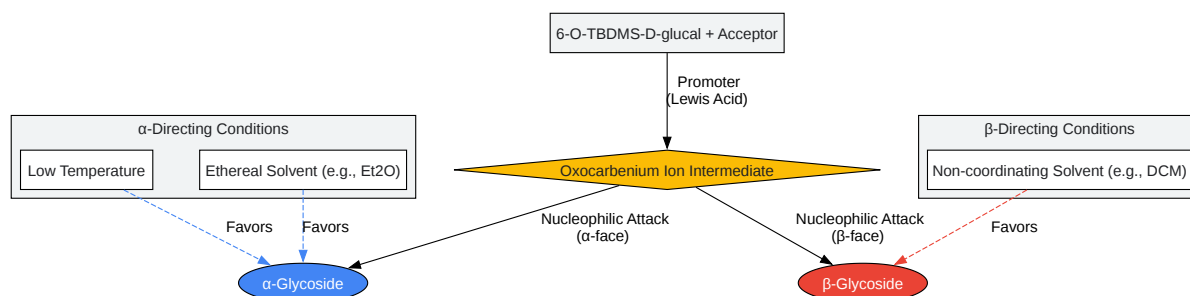 6-O-TBDMS-D-glucal + Acceptor
Promoter
(Lewis Acid)
α-Directing Conditions
Low Temperature
Ethereal Solvent (e.g., Et2O)
β-Directing Conditions
Non-coordinating Solvent (e.g., DCM)
Oxocarbenium Ion Intermediate
Favors
Favors
Nucleophilic Attack
(α-face)
Nucleophilic Attack
(β-face)
Favors
α-Glycoside
β-Glycoside